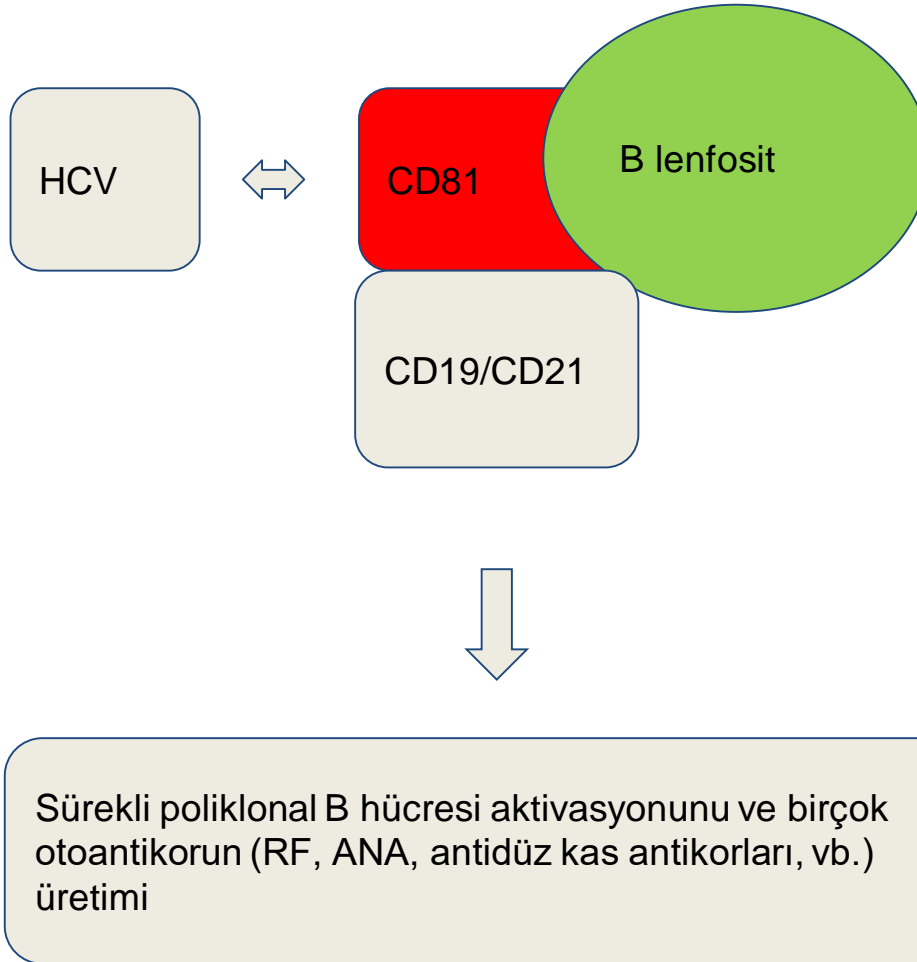 HCV
CD81
B lenfosit
CD19/CD21
Sürekli poliklonal B hücresi aktivasyonunu ve birçok
otoantikorun (RF, ANA, antidüz kas antikorları, vb.)
üretimi